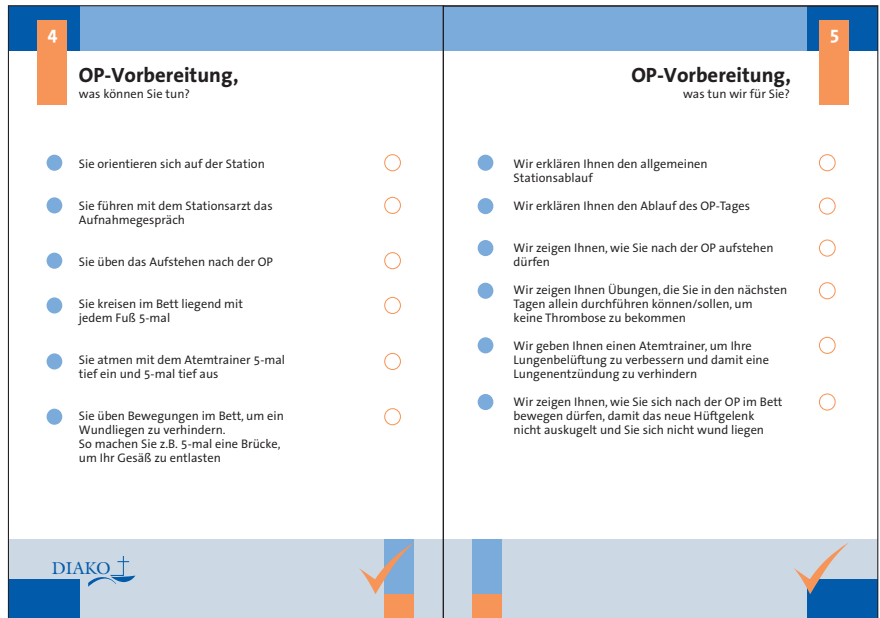 4
OP-Vorbereitung,
was können Sie tun?
Sie orientieren sich auf der Station
Sie führen mit dem Stationsarzt das
Aufnahmegespräch
Sie üben das Aufstehen nach der OP
Sie kreisen im Bett liegend mit
jedem Fuß 5-mal
Sie atmen mit dem Atemtrainer 5-mal
tief ein und 5-mal tief aus
Sie üben Bewegungen im Bett, um ein
Wundliegen zu verhindern.
So machen Sie z.B. 5-mal eine Brücke,
um Ihr Gesäß zu entlasten
DIAKO
5
OP-Vorbereitung,
was tun wir für Sie?
Wir erklären Ihnen den allgemeinen
Stationsablauf
Wir erklären Ihnen den Ablauf des OP-Tages
Wir zeigen Ihnen, wie Sie nach der OP aufstehen
dürfen
Wir zeigen Ihnen Übungen, die Sie in den nächsten
Tagen allein durchführen können/sollen, um
keine Thrombose zu bekommen
Wir geben Ihnen einen Atemtrainer, um Ihre
Lungenbelüftung zu verbessern und damit eine
Lungenentzündung zu verhindern
Wir zeigen Ihnen, wie Sie sich nach der OP im Bett
bewegen dürfen, damit das neue Hüftgelenk
nicht auskugelt und Sie sich nicht wund liegen